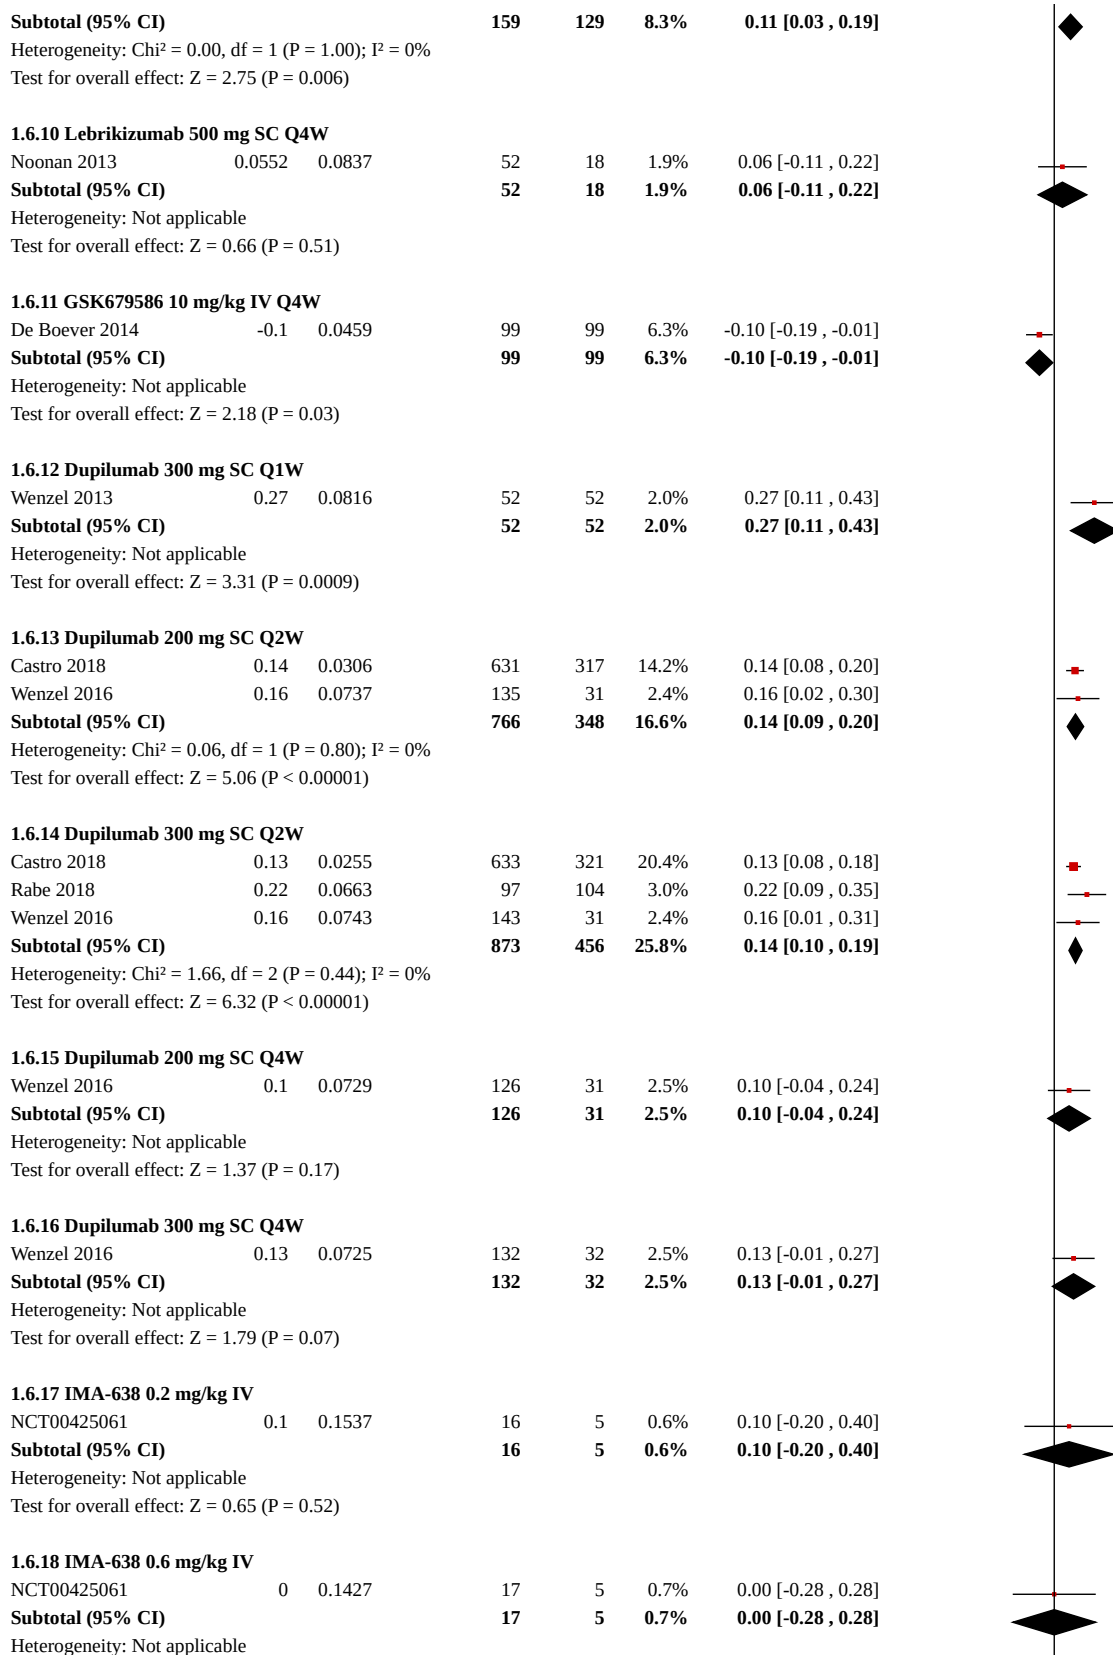 Subtotal (95% CI) 159 129 8.3% 0.11 [0.03 , 0.19]
Heterogeneity: Chi² = 0.00, df = 1 (P = 1.00); I² = 0%
Test for overall effect: Z = 2.75 (P = 0.006)
1.6.10 Lebrikizumab 500 mg SC Q4W
Noonan 2013 0.0552 0.0837 52 18 1.9% 0.06 [-0.11 , 0.22]
Subtotal (95% CI) 52 18 1.9% 0.06 [-0.11 , 0.22]
Heterogeneity: Not applicable
Test for overall effect: Z = 0.66 (P = 0.51)
1.6.11 GSK679586 10 mg/kg IV Q4W
De Boever 2014 -0.1 0.0459 99 99 6.3% -0.10 [-0.19 , -0.01]
Subtotal (95% CI) 99 99 6.3% -0.10 [-0.19 , -0.01]
Heterogeneity: Not applicable
Test for overall effect: Z = 2.18 (P = 0.03)
1.6.12 Dupilumab 300 mg SC Q1W
Wenzel 2013 0.27 0.0816 52 52 2.0% 0.27 [0.11 , 0.43]
Subtotal (95% CI) 52 52 2.0% 0.27 [0.11 , 0.43]
Heterogeneity: Not applicable
Test for overall effect: Z = 3.31 (P = 0.0009)
1.6.13 Dupilumab 200 mg SC Q2W
Castro 2018 0.14 0.0306 631 317 14.2% 0.14 [0.08 , 0.20]
Wenzel 2016 0.16 0.0737 135 31 2.4% 0.16 [0.02 , 0.30]
Subtotal (95% CI) 766 348 16.6% 0.14 [0.09 , 0.20]
Heterogeneity: Chi² = 0.06, df = 1 (P = 0.80); I² = 0%
Test for overall effect: Z = 5.06 (P < 0.00001)
1.6.14 Dupilumab 300 mg SC Q2W
Castro 2018 0.13 0.0255 633 321 20.4% 0.13 [0.08 , 0.18]
Rabe 2018 0.22 0.0663 97 104 3.0% 0.22 [0.09 , 0.35]
Wenzel 2016 0.16 0.0743 143 31 2.4% 0.16 [0.01 , 0.31]
Subtotal (95% CI) 873 456 25.8% 0.14 [0.10 , 0.19]
Heterogeneity: Chi² = 1.66, df = 2 (P = 0.44); I² = 0%
Test for overall effect: Z = 6.32 (P < 0.00001)
1.6.15 Dupilumab 200 mg SC Q4W
Wenzel 2016 0.1 0.0729 126 31 2.5% 0.10 [-0.04 , 0.24]
Subtotal (95% CI) 126 31 2.5% 0.10 [-0.04 , 0.24]
Heterogeneity: Not applicable
Test for overall effect: Z = 1.37 (P = 0.17)
1.6.16 Dupilumab 300 mg SC Q4W
Wenzel 2016 0.13 0.0725 132 32 2.5% 0.13 [-0.01 , 0.27]
Subtotal (95% CI) 132 32 2.5% 0.13 [-0.01 , 0.27]
Heterogeneity: Not applicable
Test for overall effect: Z = 1.79 (P = 0.07)
1.6.17 IMA-638 0.2 mg/kg IV
NCT00425061 0.1 0.1537 16 5 0.6% 0.10 [-0.20 , 0.40]
Subtotal (95% CI) 16 5 0.6% 0.10 [-0.20 , 0.40]
Heterogeneity: Not applicable
Test for overall effect: Z = 0.65 (P = 0.52)
1.6.18 IMA-638 0.6 mg/kg IV
NCT00425061 0 0.1427 17 5 0.7% 0.00 [-0.28 , 0.28]
Subtotal (95% CI) 17 5 0.7% 0.00 [-0.28 , 0.28]
Heterogeneity: Not applicable